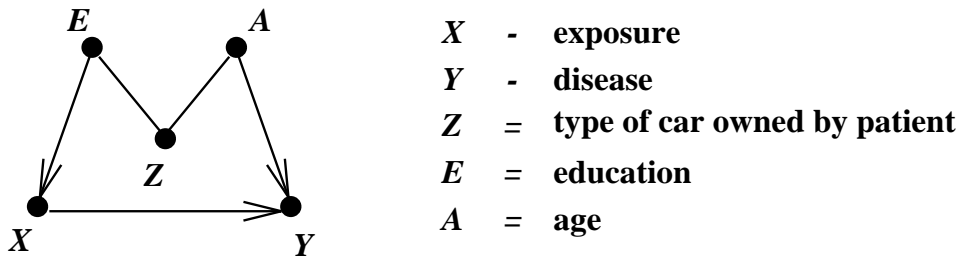 E
A
Z
X
Y
X - exposure
Y - disease
Z = type of car owned by patient
E = education
A = age